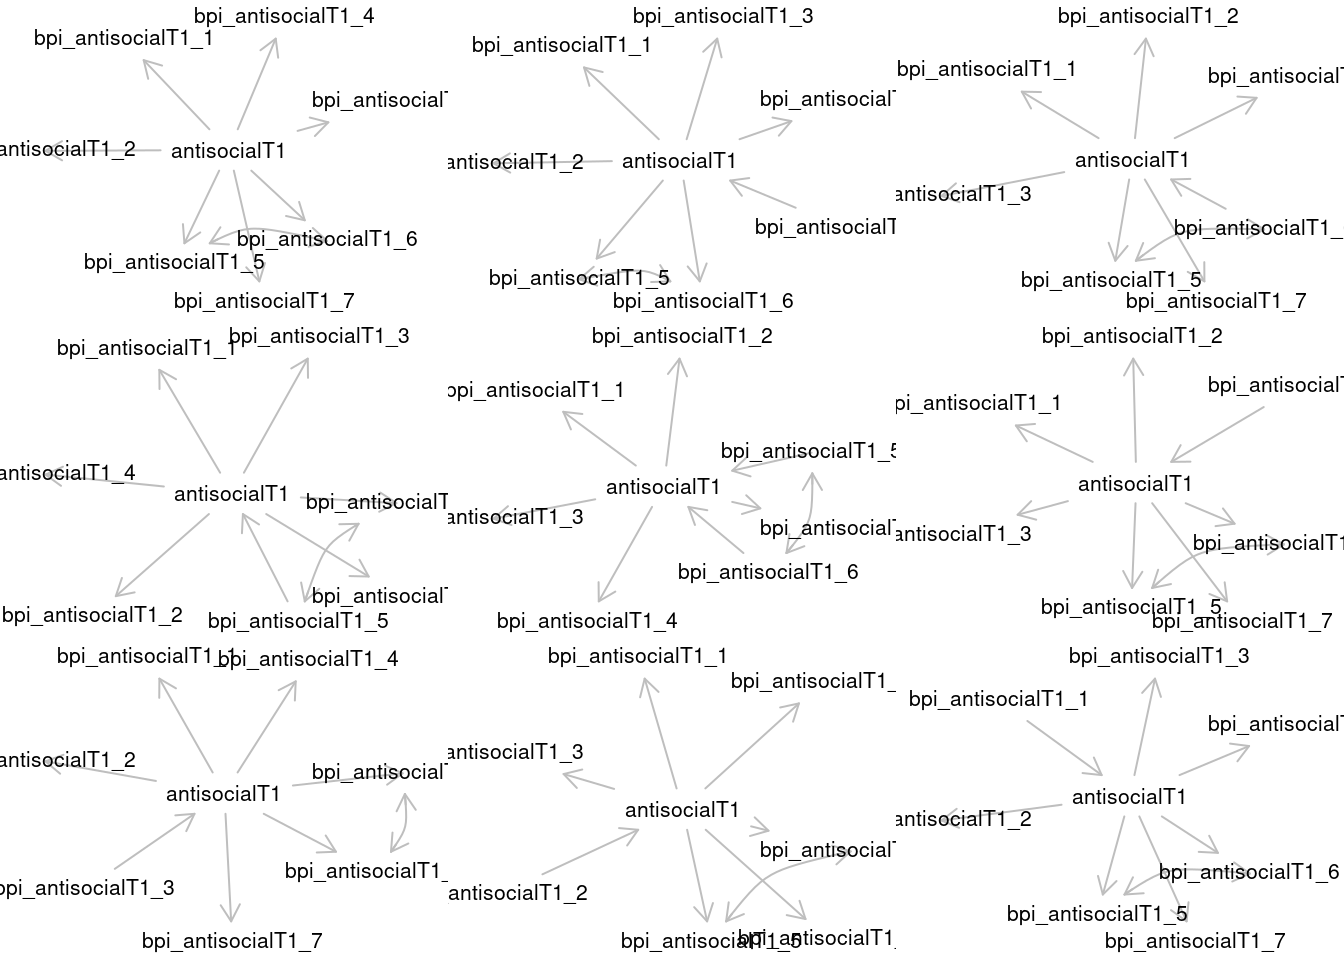 bpi_antisocialT1_4
bpi_antisocialT1_1
bpi_antisocialT
antisocialT1_2
antisocialT1
bpi_antisocialT1_6
bpi_antisocialT1_5
bpi_antisocialT1_7
bpi_antisocialT1_3
bpi_antisocialT1_1
bpi_antisocialT
antisocialT1_2
antisocialT1
bpi_antisocialT
bpi_antisocialT1_5
bpi_antisocialT1_6
bpi_antisocialT1_2
bpi_antisocialT1_1
bpi_antisocialT
antisocialT1
antisocialT1_3
bpi_antisocialT1_
bpi_antisocialT1_5
bpi_antisocialT1_7
bpi_antisocialT1_3
bpi_antisocialT1_1
antisocialT1_4
antisocialT1
bpi_antisocialT
bpi_antisocialT
bpi_antisocialT1_2
bpi_antisocialT1_5
bpi_antisocialT1_2
bpi_antisocialT1_1
bpi_antisocialT1_5
antisocialT1
antisocialT1_3
bpi_antisocialT
bpi_antisocialT1_6
bpi_antisocialT1_4
bpi_antisocialT1_2
bpi_antisocialT
pi_antisocialT1_1
antisocialT1
antisocialT1_3
bpi_antisocialT1
bpi_antisocialT1_5
bpi_antisocialT1_7
bpi_antisocialT1_1
bpi_antisocialT1_4
antisocialT1_2
bpi_antisocialT
antisocialT1
bpi_antisocialT1_
bpi_antisocialT1_3
bpi_antisocialT1_7
bpi_antisocialT1_1
bpi_antisocialT1_
antisocialT1_3
antisocialT1
bpi_antisocialT
antisocialT1_2
bpi_antisocialT1_5
bpi_antisocialT1_
bpi_antisocialT1_3
bpi_antisocialT1_1
bpi_antisocialT
antisocialT1
antisocialT1_2
bpi_antisocialT1_6
bpi_antisocialT1_5
bpi_antisocialT1_7